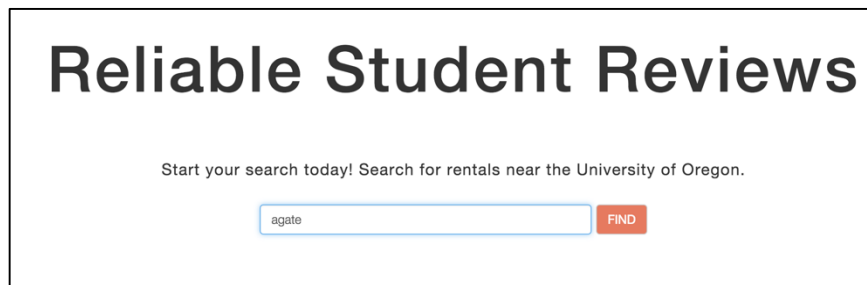 Reliable Student Reviews
Start your search today! Search for rentals near the University of Oregon.
agate
FIND